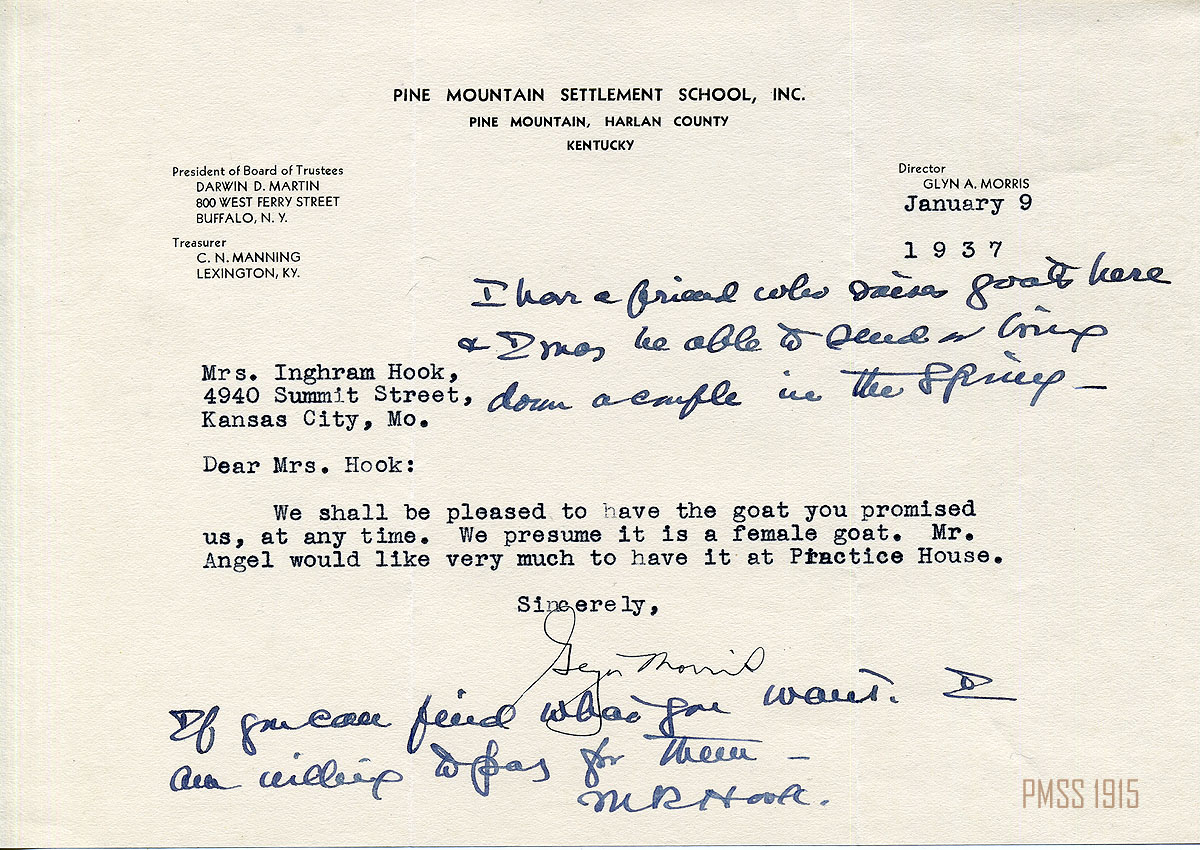 PINE MOUNTAIN SETTLEMENT SCHOOL, INC.
PINE MOUNTAIN, HARLAN COUNTY
KENTUCKY
President of Board of Trustees
DARWIN D. MARTIN
800 WEST FERRY STREET
BUFFALO, N. Y.
Treasurer
C. N. MANNING
LEXINGTON, KY.
Director
GLYN A. MORRIS
January 9
1937
I have a friend who raises goats here
& I may be able to send or bring
down a couple in the Spring –
Mrs. Inghram Hook,
4940 Summit Street,
Kansas City, Mo.
Dear Mrs. Hook:
We shall be pleased to have the goat you promised
us, at any time. We presume it is a female goat. Mr.
Angel would like very much to have it at Practice House.
Sincerely,
Glyn Morris
If you can find what you want. I
am willing to pay for them –
M R Hook.
PMSS 1915